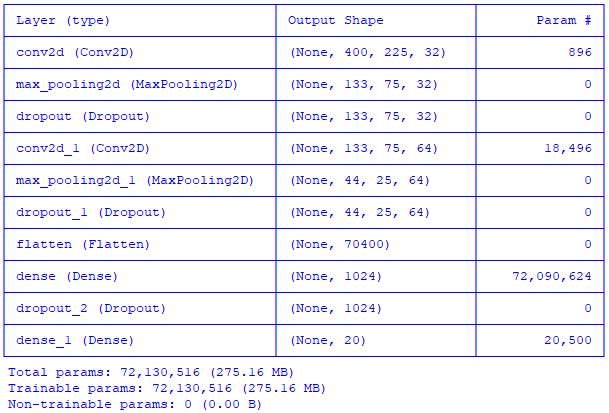 Layer (type) Output Shape Param #
conv2d (Conv2D) (None, 400, 225, 32) 896
max_pooling2d (MaxPooling2D) (None, 133, 75, 32) 0
dropout (Dropout) (None, 133, 75, 32) 0
conv2d_1 (Conv2D) (None, 133, 75, 64) 18,496
max_pooling2d_1 (MaxPooling2D) (None, 44, 25, 64) 0
dropout_1 (Dropout) (None, 44, 25, 64) 0
flatten (Flatten) (None, 70400) 0
dense (Dense) (None, 1024) 72,090,624
dropout_2 (Dropout) (None, 1024) 0
dense_1 (Dense) (None, 20) 20,500
Total params: 72,130,516 (275.16 MB)
Trainable params: 72,130,516 (275.16 MB)
Non-trainable params: 0 (0.00 B)